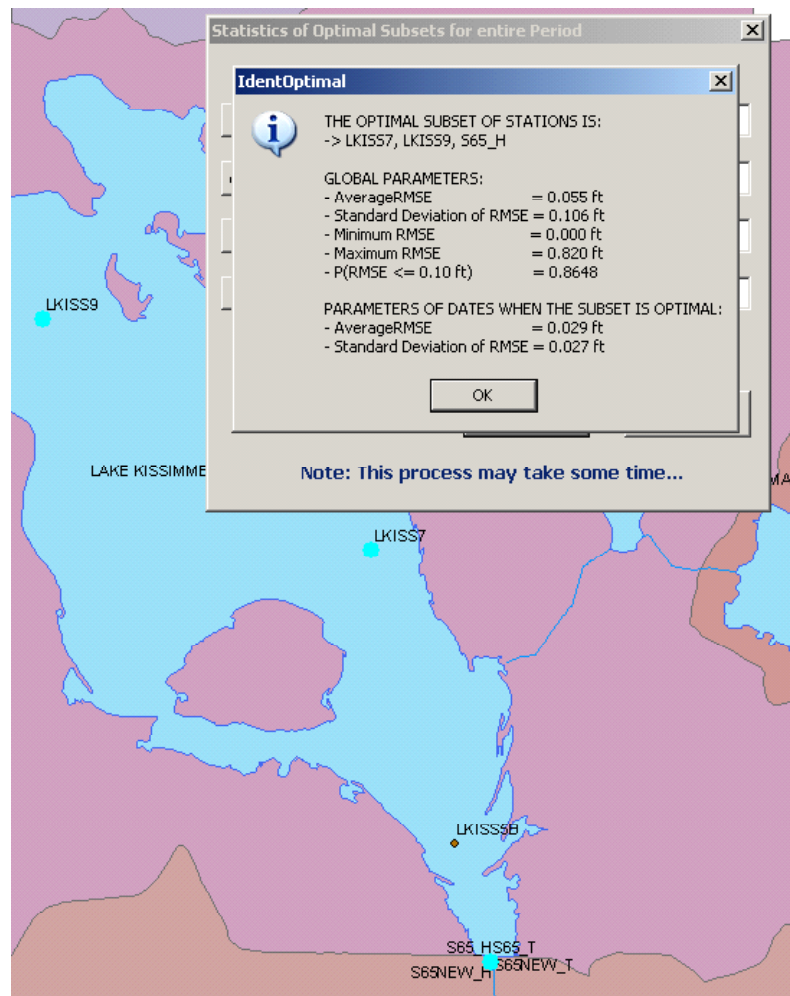 Statistics of Optimal Subsets for entire Period
IdentOptimal
THE OPTIMAL SUBSET OF STATIONS IS:
-> LKISS7, LKISS9, S65_H
GLOBAL PARAMETERS:
- AverageRMSE = 0.055 ft
- Standard Deviation of RMSE = 0.106 ft
- Minimum RMSE = 0.000 ft
- Maximum RMSE = 0.820 ft
- P(RMSE <= 0.10 ft) = 0.8648
PARAMETERS OF DATES WHEN THE SUBSET IS OPTIMAL:
- AverageRMSE = 0.029 ft
- Standard Deviation of RMSE = 0.027 ft
OK
Note: This process may take some time...
LKISS9
LAKE KISSIMME
MA
LKISS7
LKISS5B
S65_H S65_T
S65NEW_H S65NEW_T